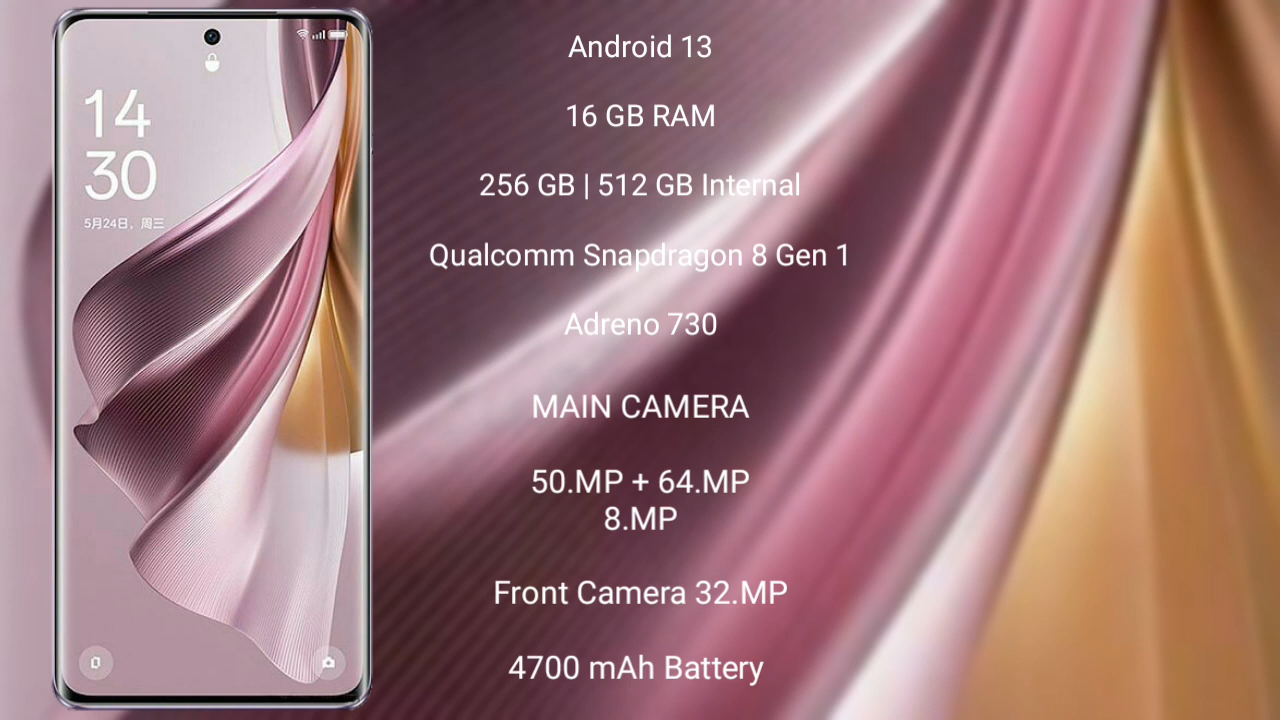 14
30
5月24日，周三
Android 13
16 GB RAM
256 GB | 512 GB Internal
Qualcomm Snapdragon 8 Gen 1
Adreno 730
MAIN CAMERA
50.MP + 64.MP
8.MP
Front Camera 32.MP
4700 mAh Battery